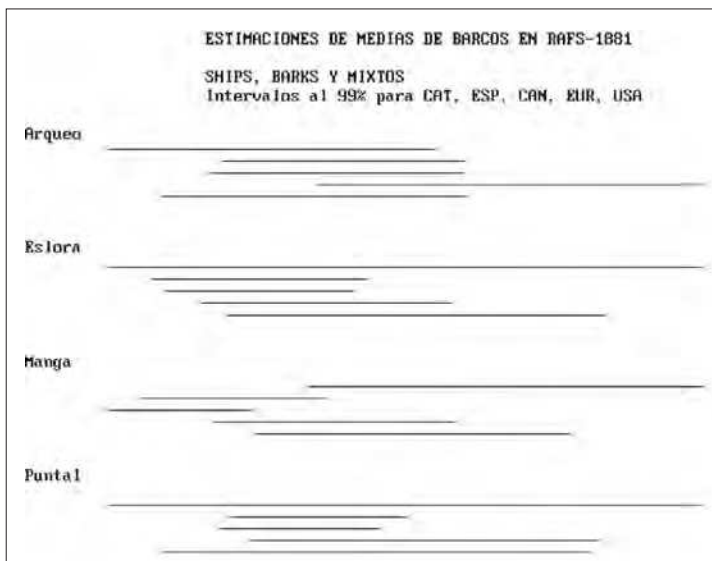 ESTIMACIONES DE MEDIAS DE BARCOS EN RAFS-1881
SHIPS, BARKS Y MIXTOS
Intervalos al 99% para CAT, ESP, CAN, EUR, USA
Arqueo
Eslora
Manga
Puntal